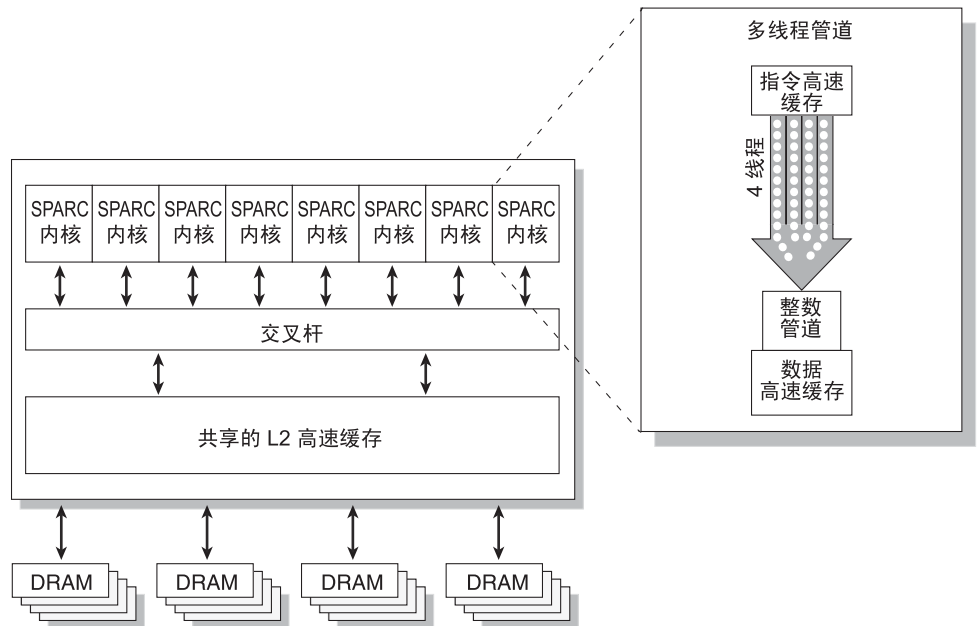 多线程管道
指令高速
缓存
4 线程
整数
管道
数据
高速缓存
SPARC
内核
SPARC
内核
SPARC
内核
SPARC
内核
SPARC
内核
SPARC
内核
SPARC
内核
SPARC
内核
交叉杆
共享的 L2 高速缓存
DRAM
DRAM
DRAM
DRAM